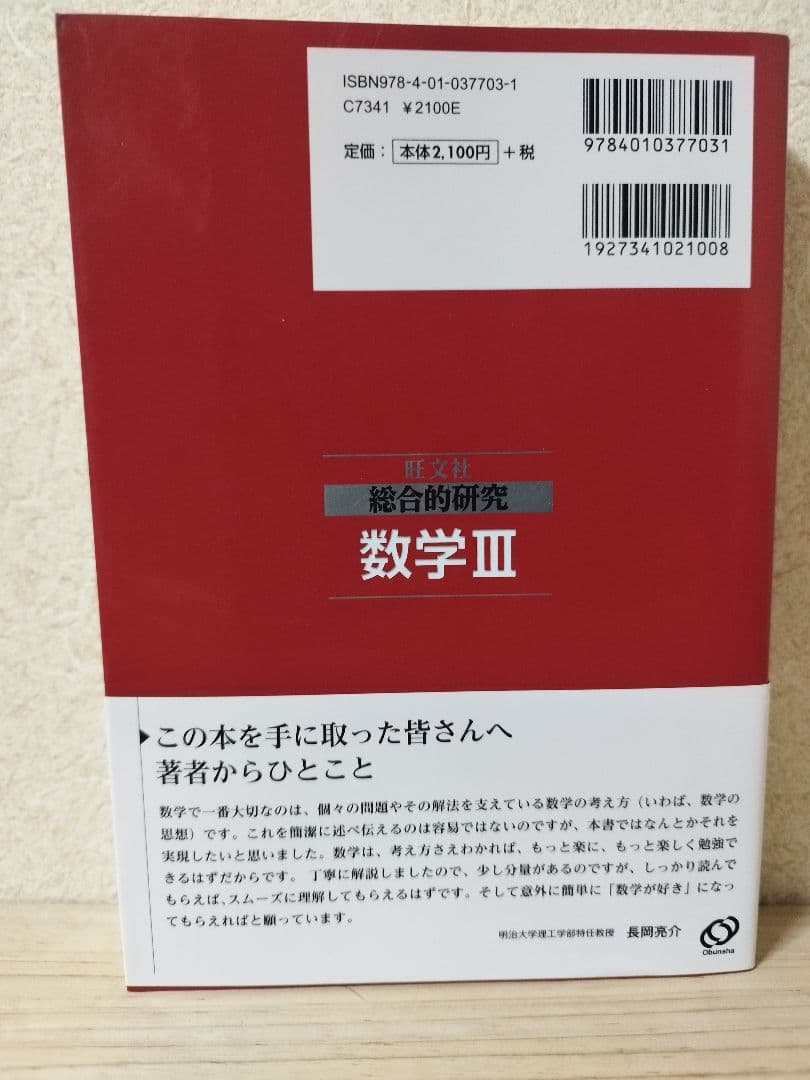 ISBN978-4-01-037703-1
C7341 ¥2100E
定価： 本体2,100円 ＋税
9784010377031
1927341021008
旺文社
総合的研究
数学Ⅲ
この本を手に取った皆さんへ
著者からひとこと
数学で一番大切なのは、個々の問題やその解法を支えている数学の考え方（いわば、数学の
思想）です。これを簡潔に述べ伝えるのは容易ではないのですが、本書ではなんとかそれを
実現したいと思いました。数学は、考え方さえわかれば、もっと楽に、もっと楽しく勉強で
きるはずだからです。 丁寧に解説しましたので、少し分量があるのですが、しっかり読んで
もらえば、スムーズに理解してもらえるはずです。そして意外に簡単に「数学が好き」になっ
てもらえればと願っています。
明治大学理工学部特任教授 長岡亮介
Obunsha